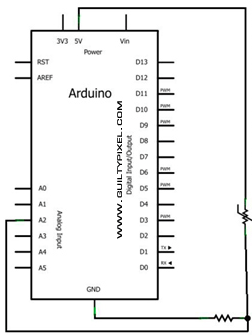 3V3 5V Vin
Power
RST D13
AREF D12
Arduino
D11 PWM
D10 PWM
D9 PWM
D8
D7
D6 PWM
A0 D5 PWM
A1 D4
A2 D3 PWM
A3 D2
A4 D1 TX
A5 D0 RX
Analog Input
Digital Input/Output
WWW.GUILTYPIXEL.COM
GND